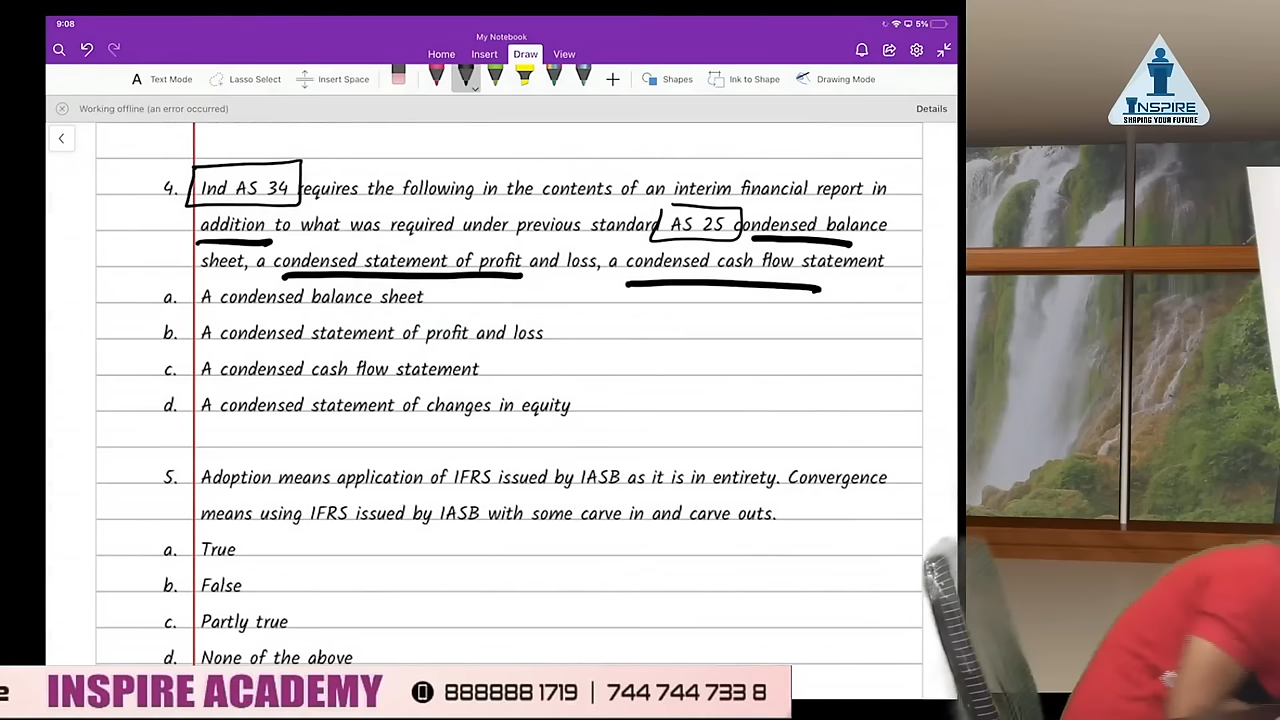 9:08
5%
My Notebook
Home Insert Draw View
Text Mode Lasso Select Insert Space Shapes Ink to Shape Drawing Mode
Working offline (an error occurred) Details
INSPIRE
SHAPING YOUR FUTURE
4. Ind AS 34 requires the following in the contents of an interim financial report in
addition to what was required under previous standard AS 25 condensed balance
sheet, a condensed statement of profit and loss, a condensed cash flow statement
a. A condensed balance sheet
b. A condensed statement of profit and loss
c. A condensed cash flow statement
d. A condensed statement of changes in equity
5. Adoption means application of IFRS issued by IASB as it is in entirety. Convergence
means using IFRS issued by IASB with some carve in and carve outs.
a. True
b. False
c. Partly true
d. None of the above
INSPIRE ACADEMY 888888 1719 | 744 744 733 8